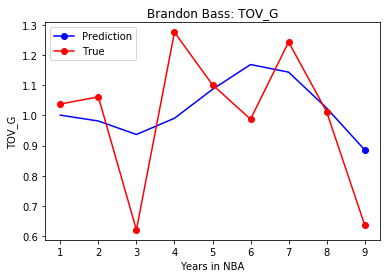 Brandon Bass: TOV_G
Prediction
True
1.3
1.2
1.1
1.0
0.9
0.8
0.7
0.6
TOV_G
1 2 3 4 5 6 7 8 9
Years in NBA